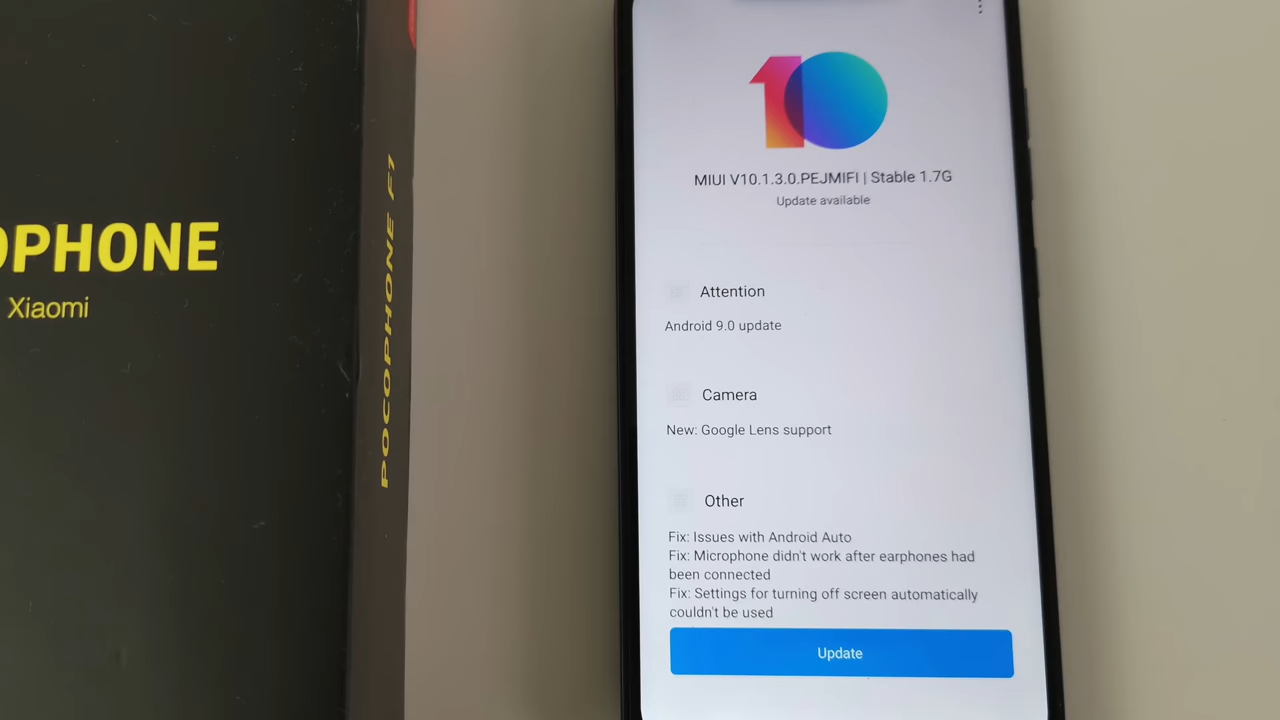 OPHONE
Xiaomi
POCOPHONE F1
10
MIUI V10.1.3.0.PEJMIFI | Stable 1.7G
Update available
Attention
Android 9.0 update
Camera
New: Google Lens support
Other
Fix: Issues with Android Auto
Fix: Microphone didn't work after earphones had
been connected
Fix: Settings for turning off screen automatically
couldn't be used
Update